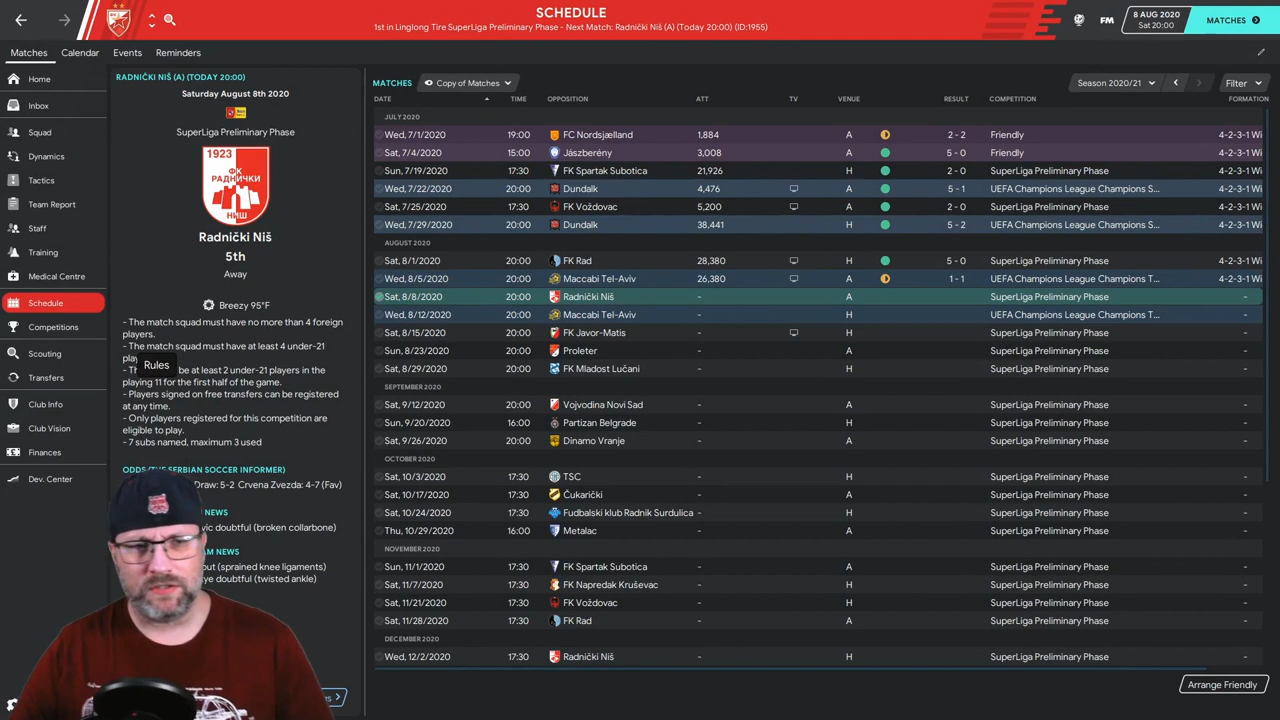 SCHEDULE
1st in Linglong Tire SuperLiga Preliminary Phase - Next Match: Radnički Niš (A) (Today 20:00) (ID:1955)
FM
8 AUG 2020
Sat 20:00
MATCHES
Matches Calendar Events Reminders
Home
Inbox
Squad
Dynamics
Tactics
Team Report
Staff
Training
Medical Centre
Schedule
Competitions
Scouting
Transfers
Club Info
Club Vision
Finances
Dev. Center
RADNIČKI NIŠ (A) (TODAY 20:00)
Saturday August 8th 2020
SuperLiga Preliminary Phase
1923
ФК
РАДНИЧКИ
НИШ
Radnički Niš
5th
Away
Breezy 95°F
- The match squad must have no more than 4 foreign
players.
- The match squad must have at least 4 under-21
Rules
be at least 2 under-21 players in the
playing 11 for the first half of the game.
- Players signed on free transfers can be registered
at any time.
- Only players registered for this competition are
eligible to play.
- 7 subs named, maximum 3 used
ODDS (THE SERBIAN SOCCER INFORMER)
Draw: 5-2 Crvena Zvezda: 4-7 (Fav)
NEWS
doubtful (broken collarbone)
NEWS
out (sprained knee ligaments)
doubtful (twisted ankle)
MATCHES Copy of Matches Season 2020/21 Filter
DATE TIME OPPOSITION ATT TV VENUE RESULT COMPETITION FORMATION
JULY 2020
Wed, 7/1/2020 19:00 FC Nordsjælland 1,884 A 2 - 2 Friendly 4-2-3-1 Wi
Sat, 7/4/2020 15:00 Jászberény 3,008 A 5 - 0 Friendly 4-2-3-1 Wi
Sun, 7/19/2020 17:30 FK Spartak Subotica 21,926 H 2 - 0 SuperLiga Preliminary Phase 4-2-3-1 Wi
Wed, 7/22/2020 20:00 Dundalk 4,476 A 5 - 1 UEFA Champions League Champions S... 4-2-3-1 Wi
Sat, 7/25/2020 17:30 FK Voždovac 5,200 A 2 - 0 SuperLiga Preliminary Phase 4-2-3-1 Wi
Wed, 7/29/2020 20:00 Dundalk 38,441 H 5 - 2 UEFA Champions League Champions S... 4-2-3-1 Wi
AUGUST 2020
Sat, 8/1/2020 20:00 FK Rad 28,380 H 5 - 0 SuperLiga Preliminary Phase 4-2-3-1 Wi
Wed, 8/5/2020 20:00 Maccabi Tel-Aviv 26,380 A 1 - 1 UEFA Champions League Champions T... 4-2-3-1 Wi
Sat, 8/8/2020 20:00 Radnički Niš - A SuperLiga Preliminary Phase -
Wed, 8/12/2020 20:00 Maccabi Tel-Aviv - H UEFA Champions League Champions T... -
Sat, 8/15/2020 20:00 FK Javor-Matis - H SuperLiga Preliminary Phase -
Sun, 8/23/2020 20:00 Proleter - A SuperLiga Preliminary Phase -
Sat, 8/29/2020 20:00 FK Mladost Lučani - H SuperLiga Preliminary Phase -
SEPTEMBER 2020
Sat, 9/12/2020 20:00 Vojvodina Novi Sad - A SuperLiga Preliminary Phase -
Sun, 9/20/2020 16:00 Partizan Belgrade - H SuperLiga Preliminary Phase -
Sat, 9/26/2020 20:00 Dinamo Vranje - A SuperLiga Preliminary Phase -
OCTOBER 2020
Sat, 10/3/2020 17:30 TSC - H SuperLiga Preliminary Phase -
Sat, 10/17/2020 17:30 Čukarički - A SuperLiga Preliminary Phase -
Sat, 10/24/2020 17:30 Fudbalski klub Radnik Surdulica - H SuperLiga Preliminary Phase -
Thu, 10/29/2020 16:00 Metalac - A SuperLiga Preliminary Phase -
NOVEMBER 2020
Sun, 11/1/2020 17:30 FK Spartak Subotica - A SuperLiga Preliminary Phase -
Sat, 11/7/2020 17:30 FK Napredak Kruševac - H SuperLiga Preliminary Phase -
Sat, 11/21/2020 17:30 FK Voždovac - H SuperLiga Preliminary Phase -
Sat, 11/28/2020 17:30 FK Rad - A SuperLiga Preliminary Phase -
DECEMBER 2020
Wed, 12/2/2020 17:30 Radnički Niš - H SuperLiga Preliminary Phase -
Arrange Friendly